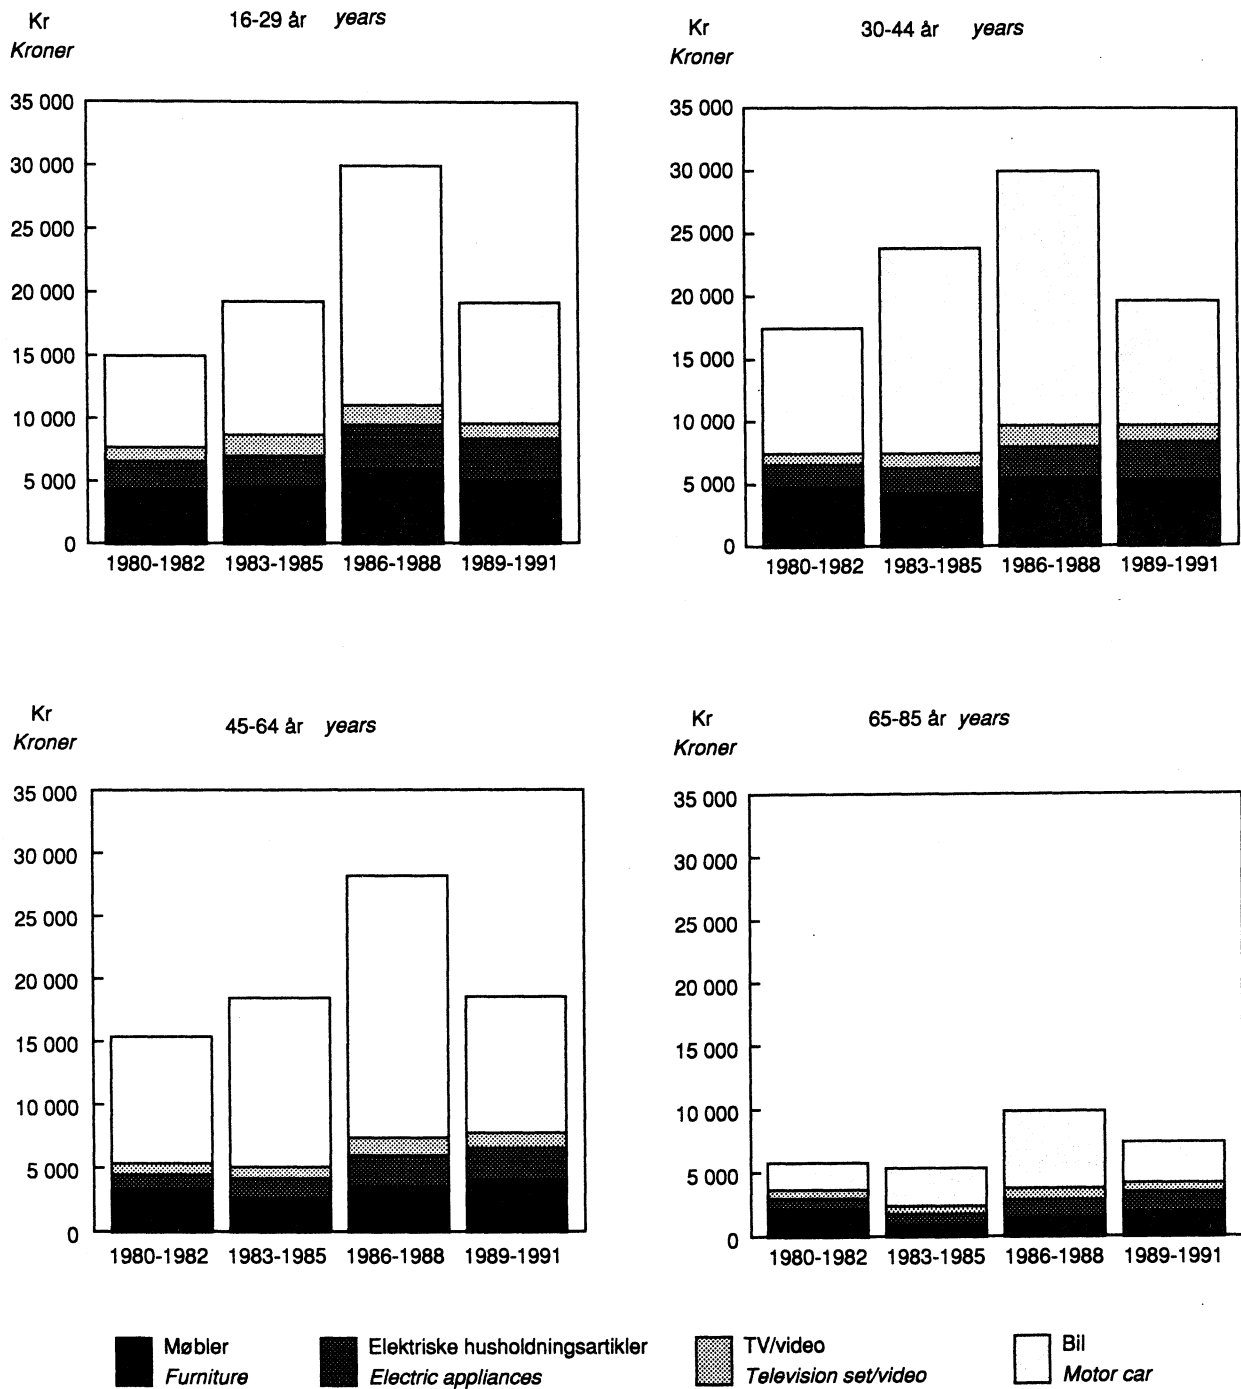 Kr
Kroner
16-29 år years
35 000
30 000
25 000
20 000
15 000
10 000
5 000
0
1980-1982 1983-1985 1986-1988 1989-1991
Kr
Kroner
30-44 år years
35 000
30 000
25 000
20 000
15 000
10 000
5 000
0
1980-1982 1983-1985 1986-1988 1989-1991
Kr
Kroner
45-64 år years
35 000
30 000
25 000
20 000
15 000
10 000
5 000
0
1980-1982 1983-1985 1986-1988 1989-1991
Kr
Kroner
65-85 år years
35 000
30 000
25 000
20 000
15 000
10 000
5 000
0
1980-1982 1983-1985 1986-1988 1989-1991
Møbler
Furniture
Elektriske husholdningsartikler
Electric appliances
TV/video
Television set/video
Bil
Motor car